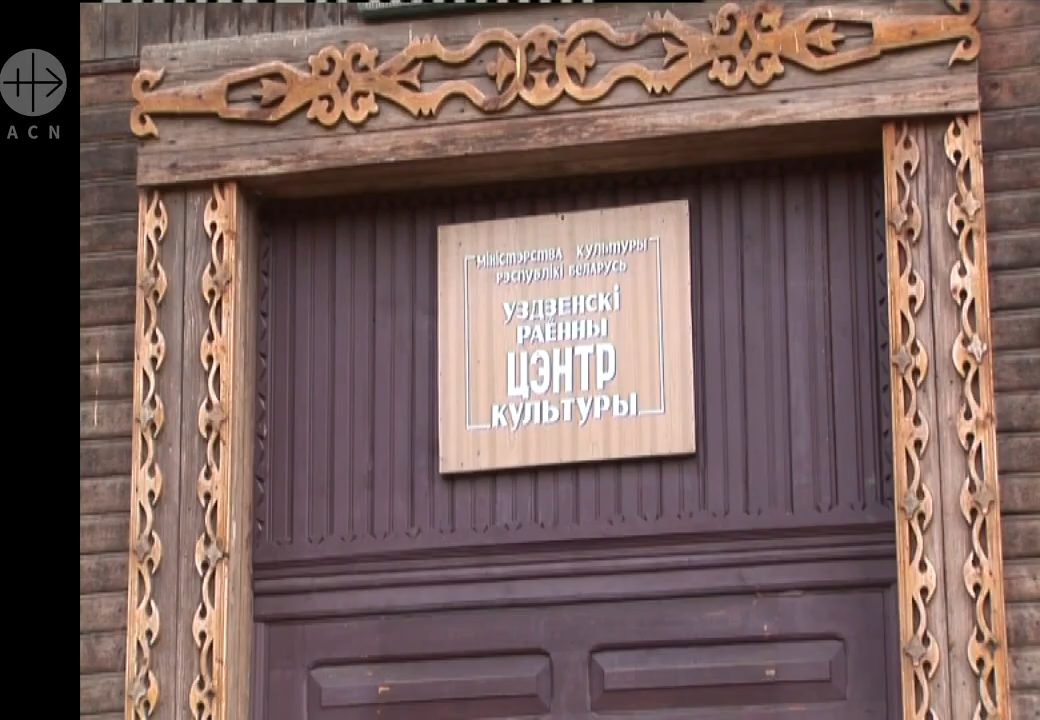 ACN
Міністэрства культуры
Рэспублікі Беларусь
УЗДЗЕНСКІ
РАЁННЫ
ЦЭНТР
КУЛЬТУРЫ